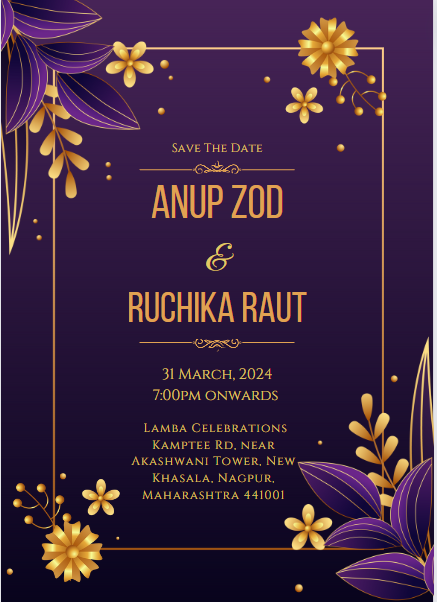 Save The Date
ANUP ZOD
&
RUCHIKA RAUT
31 March, 2024
7:00pm onwards
Lamba Celebrations
Kamptee Rd, near
Akashwani Tower, New
Khasala, Nagpur,
Maharashtra 441001